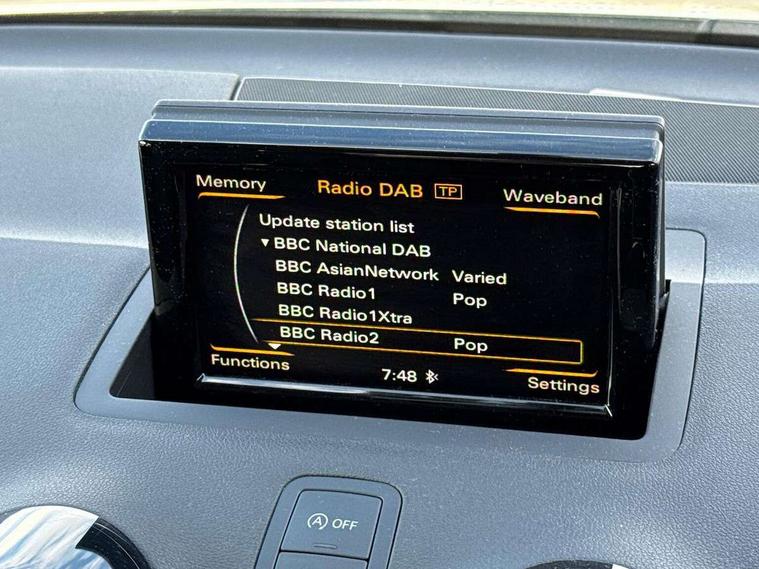 Memory Radio DAB TP Waveband
Update station list
BBC National DAB
BBC AsianNetwork Varied
BBC Radio1 Pop
BBC Radio1Xtra
BBC Radio2 Pop
Functions 7:48 Settings
A OFF